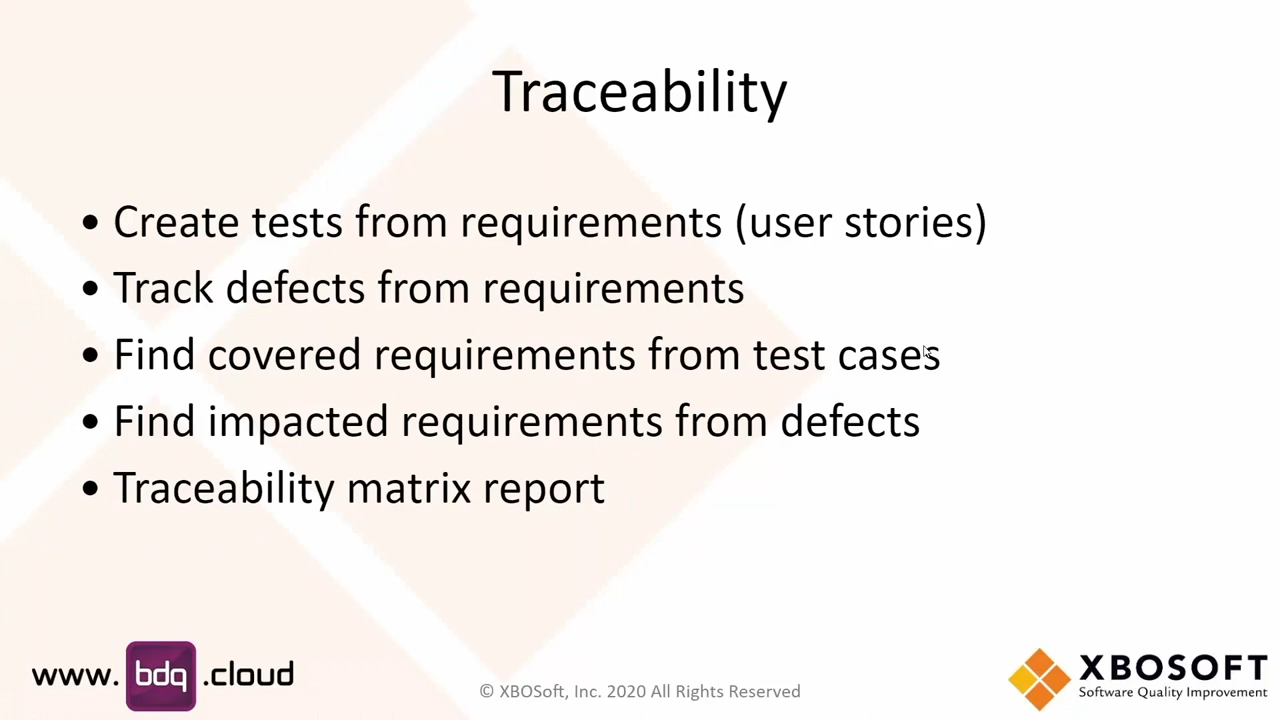 Traceability
• Create tests from requirements (user stories)
• Track defects from requirements
• Find covered requirements from test cases
• Find impacted requirements from defects
• Traceability matrix report
www.bdq.cloud
© XBOSoft, Inc. 2020 All Rights Reserved
XBOSOFT
Software Quality Improvement